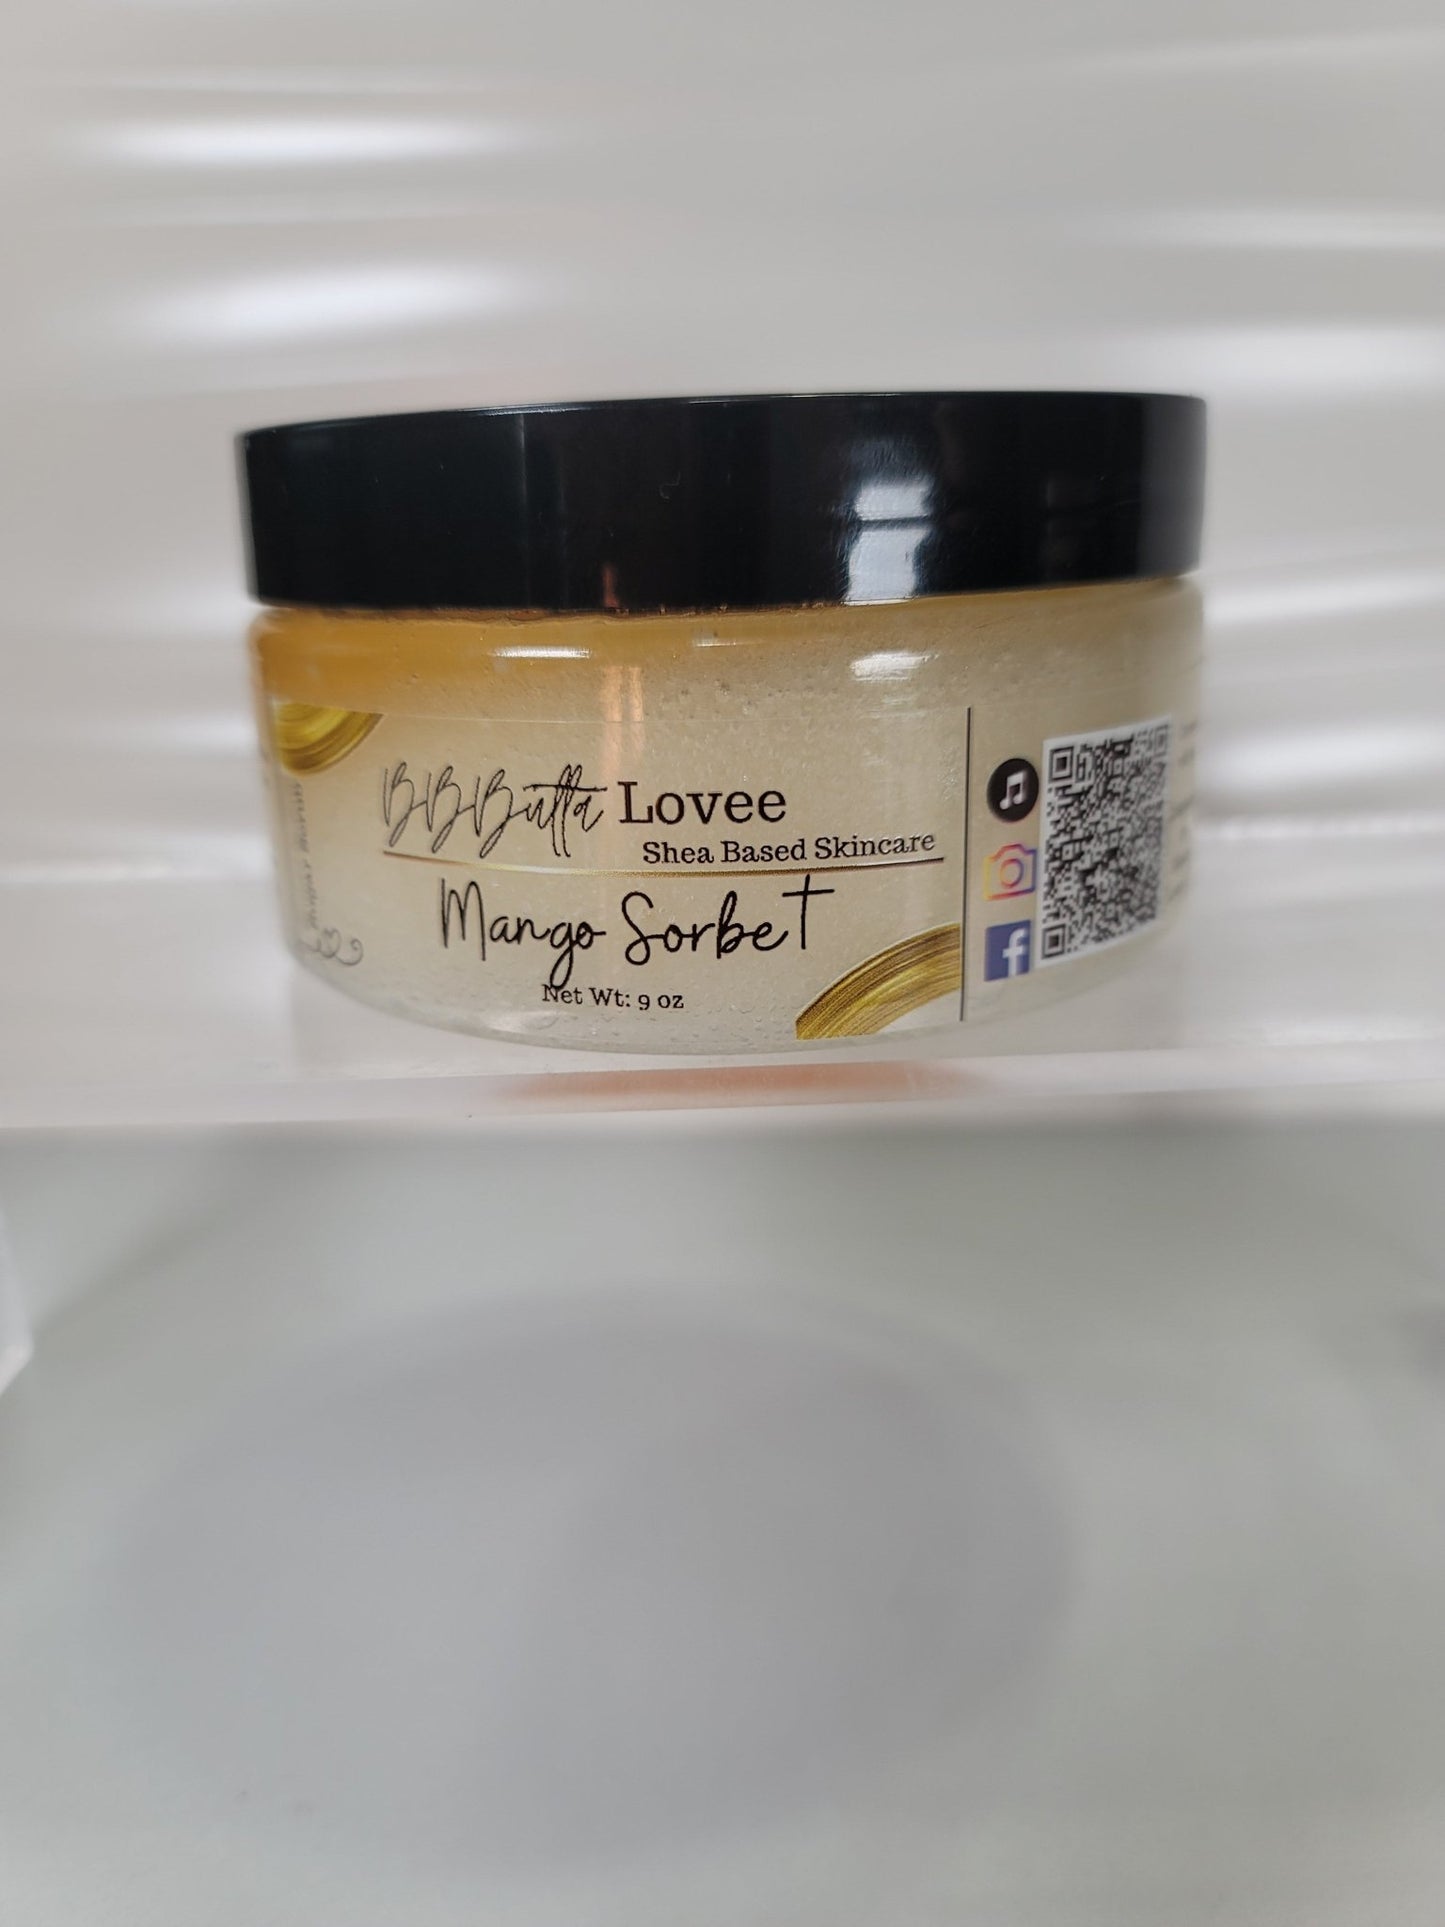 BBButta Lovee
Shea Based Skincare
Mango Sorbet
Net Wt: 9 oz